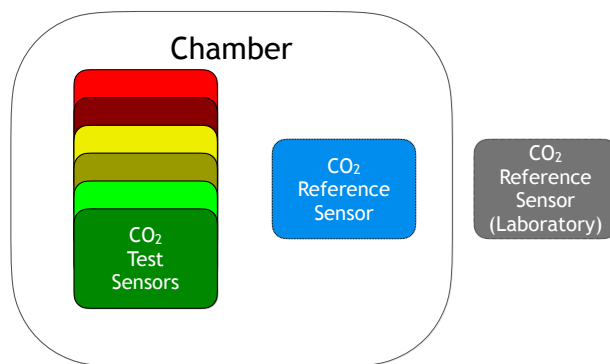 Chamber
CO₂
Test
Sensors
CO₂
Reference
Sensor
CO₂
Reference
Sensor
(Laboratory)